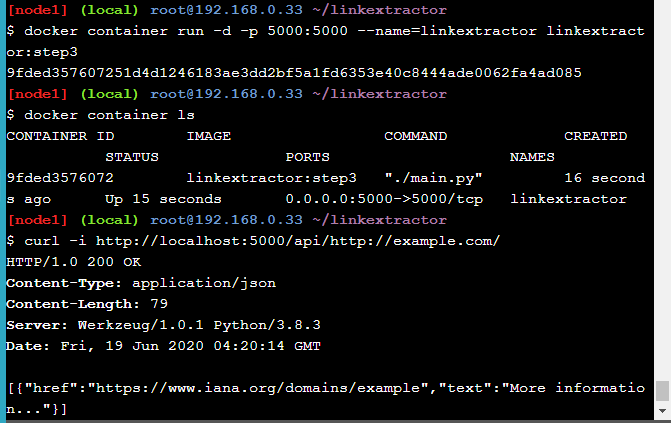 [node1] (local) root@192.168.0.33 ~/linkextractor
$ docker container run -d -p 5000:5000 --name=linkextractor linkextract
or:step3
9fded357607251d4d1246183ae3dd2bf5a1fd6353e40c8444ade0062fa4ad085
[node1] (local) root@192.168.0.33 ~/linkextractor
$ docker container ls
CONTAINER ID        IMAGE                COMMAND             CREATED
          STATUS              PORTS                    NAMES
9fded3576072        linkextractor:step3   "./main.py"         16 second
s ago      Up 15 seconds       0.0.0.0:5000->5000/tcp   linkextractor
[node1] (local) root@192.168.0.33 ~/linkextractor
$ curl -i http://localhost:5000/api/http://example.com/
HTTP/1.0 200 OK
Content-Type: application/json
Content-Length: 79
Server: Werkzeug/1.0.1 Python/3.8.3
Date: Fri, 19 Jun 2020 04:20:14 GMT

[{"href":"https://www.iana.org/domains/example","text":"More informatio
n..."}]